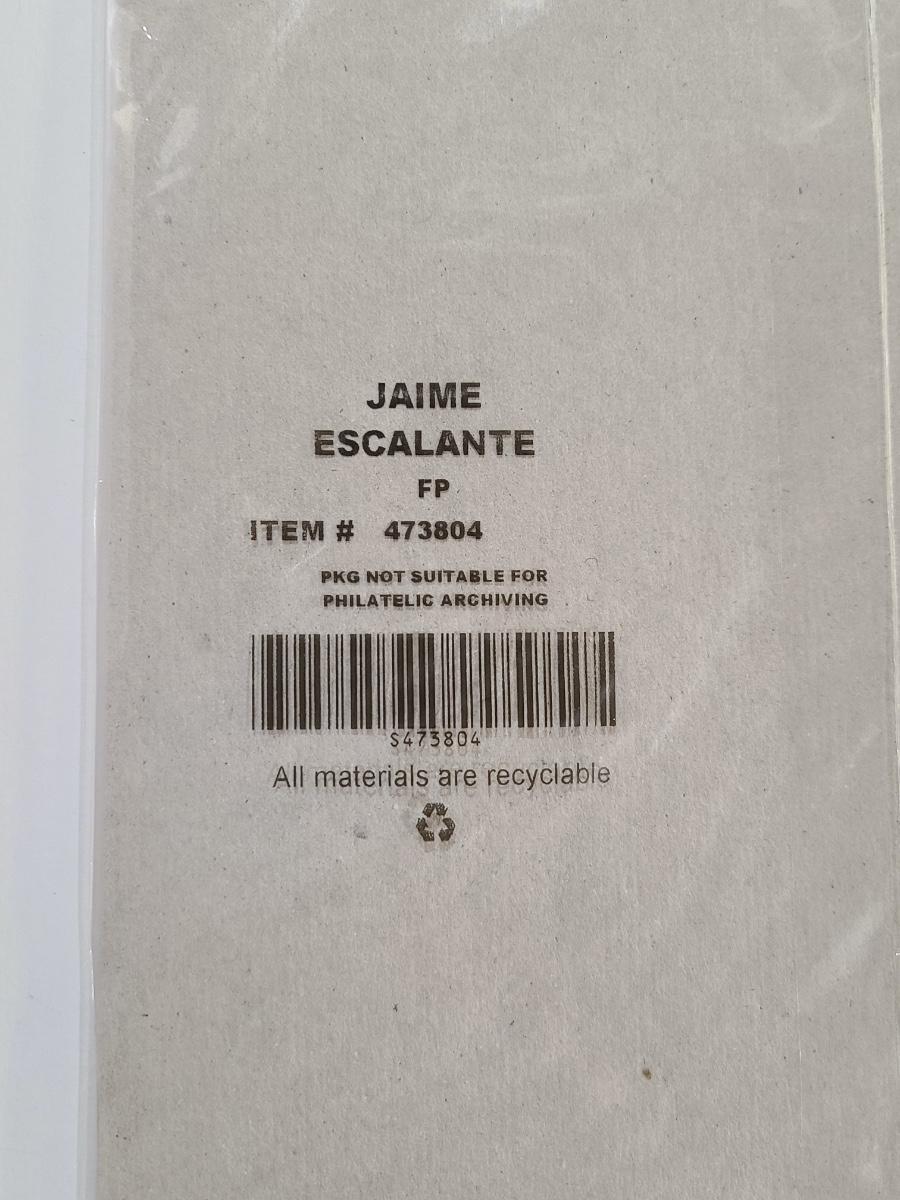 JAIME
ESCALANTE
FP
ITEM # 473804
PKG NOT SUITABLE FOR
PHILATELIC ARCHIVING
S473804
All materials are recyclable